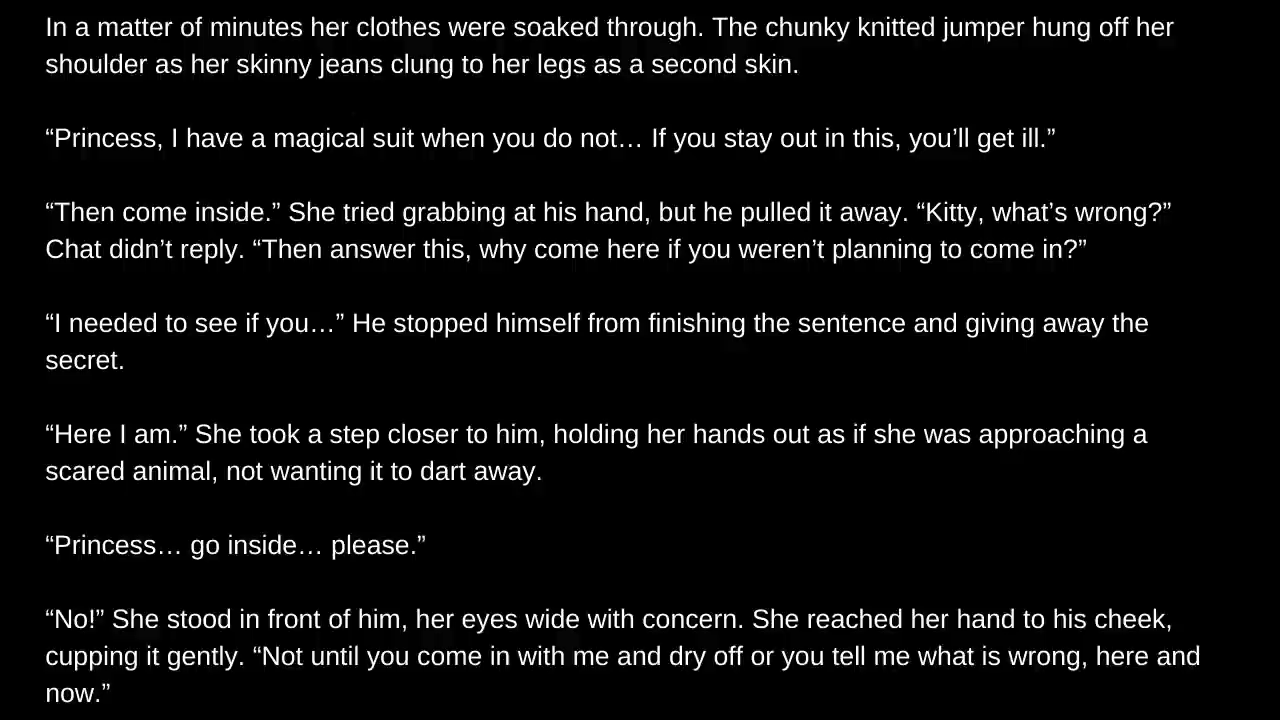 In a matter of minutes her clothes were soaked through. The chunky knitted jumper hung off her
shoulder as her skinny jeans clung to her legs as a second skin.
“Princess, I have a magical suit when you do not… If you stay out in this, you’ll get ill.”
“Then come inside.” She tried grabbing at his hand, but he pulled it away. “Kitty, what’s wrong?”
Chat didn’t reply. “Then answer this, why come here if you weren’t planning to come in?”
“I needed to see if you…” He stopped himself from finishing the sentence and giving away the
secret.
“Here I am.” She took a step closer to him, holding her hands out as if she was approaching a
scared animal, not wanting it to dart away.
“Princess… go inside… please.”
“No!” She stood in front of him, her eyes wide with concern. She reached her hand to his cheek,
cupping it gently. “Not until you come in with me and dry off or you tell me what is wrong, here and
now.”